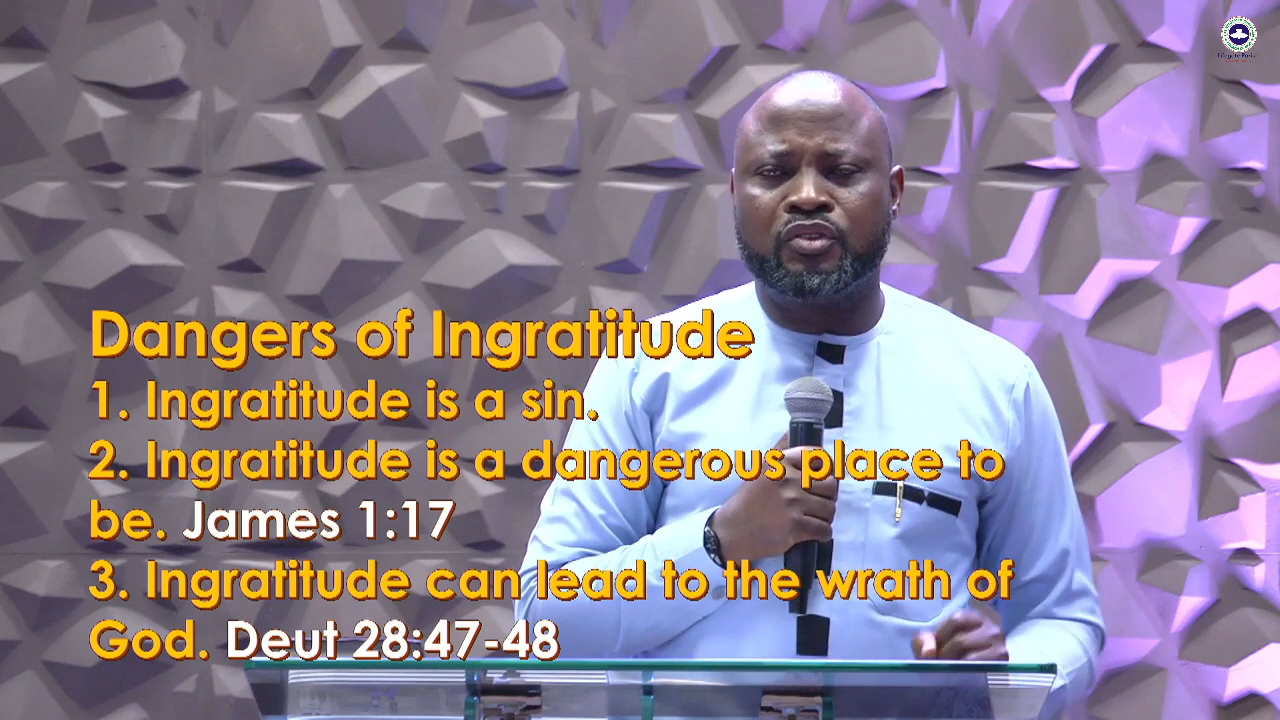 Dangers of Ingratitude
1. Ingratitude is a sin.
2. Ingratitude is a dangerous place to
be. James 1:17
3. Ingratitude can lead to the wrath of
God. Deut 28:47-48